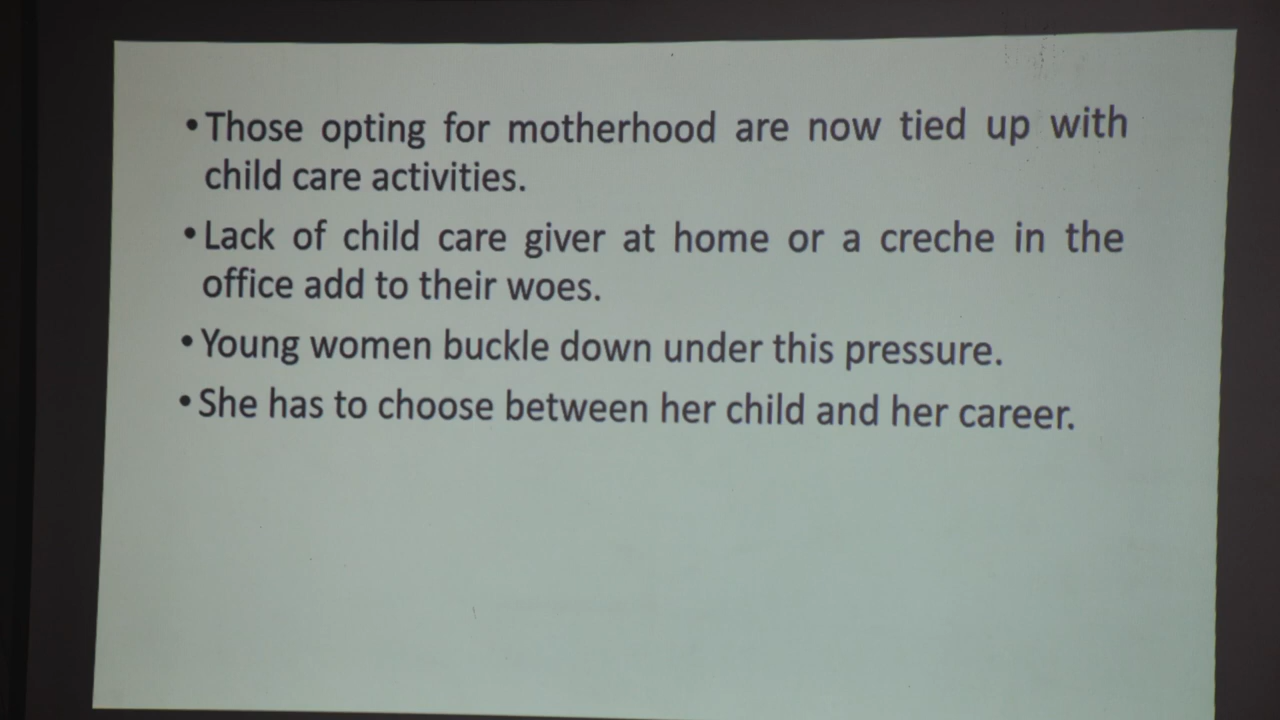 •Those opting for motherhood are now tied up with
child care activities.
•Lack of child care giver at home or a creche in the
office add to their woes.
•Young women buckle down under this pressure.
•She has to choose between her child and her career.